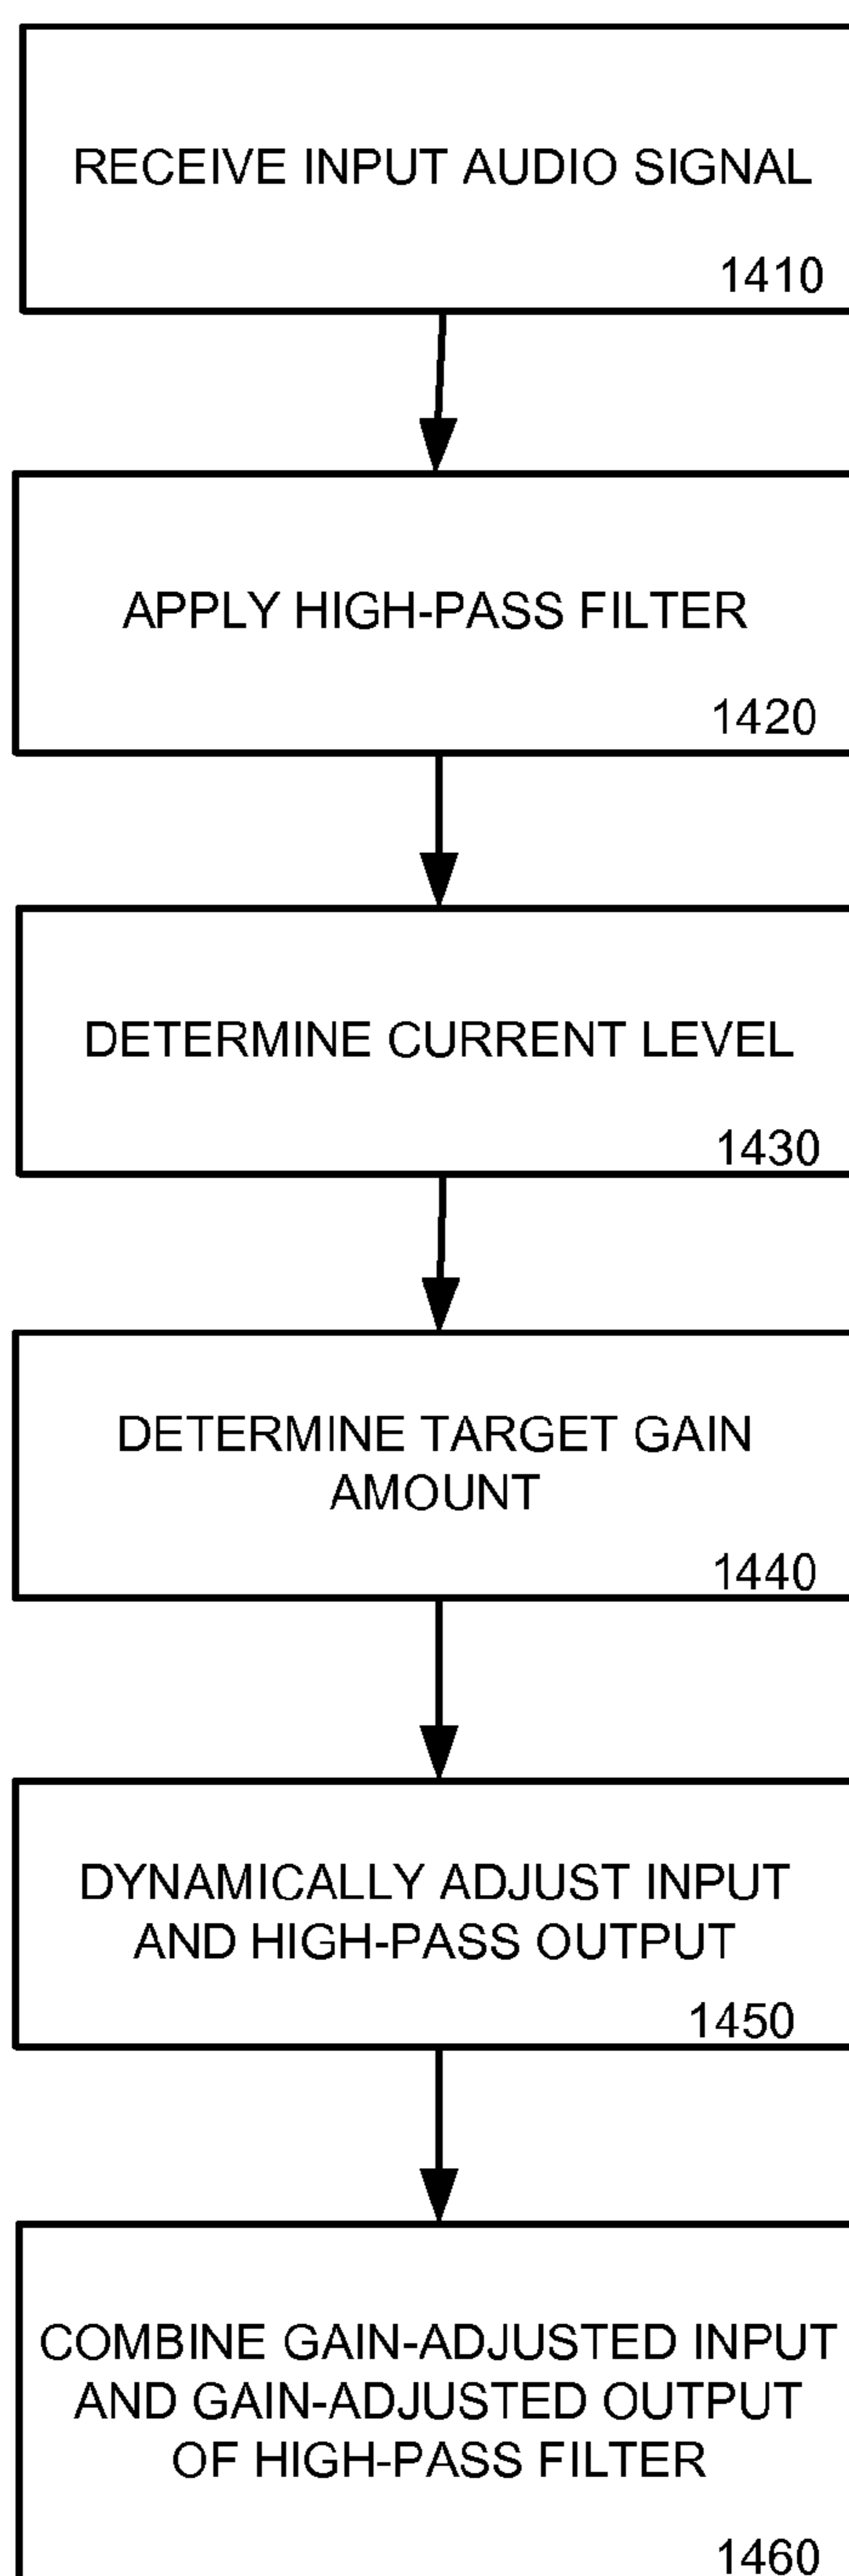 RECEIVE INPUT AUDIO SIGNAL
1410
APPLY HIGH-PASS FILTER
1420
DETERMINE CURRENT LEVEL
1430
DETERMINE TARGET GAIN
AMOUNT
1440
DYNAMICALLY ADJUST INPUT
AND HIGH-PASS OUTPUT
1450
COMBINE GAIN-ADJUSTED INPUT
AND GAIN-ADJUSTED OUTPUT
OF HIGH-PASS FILTER
1460